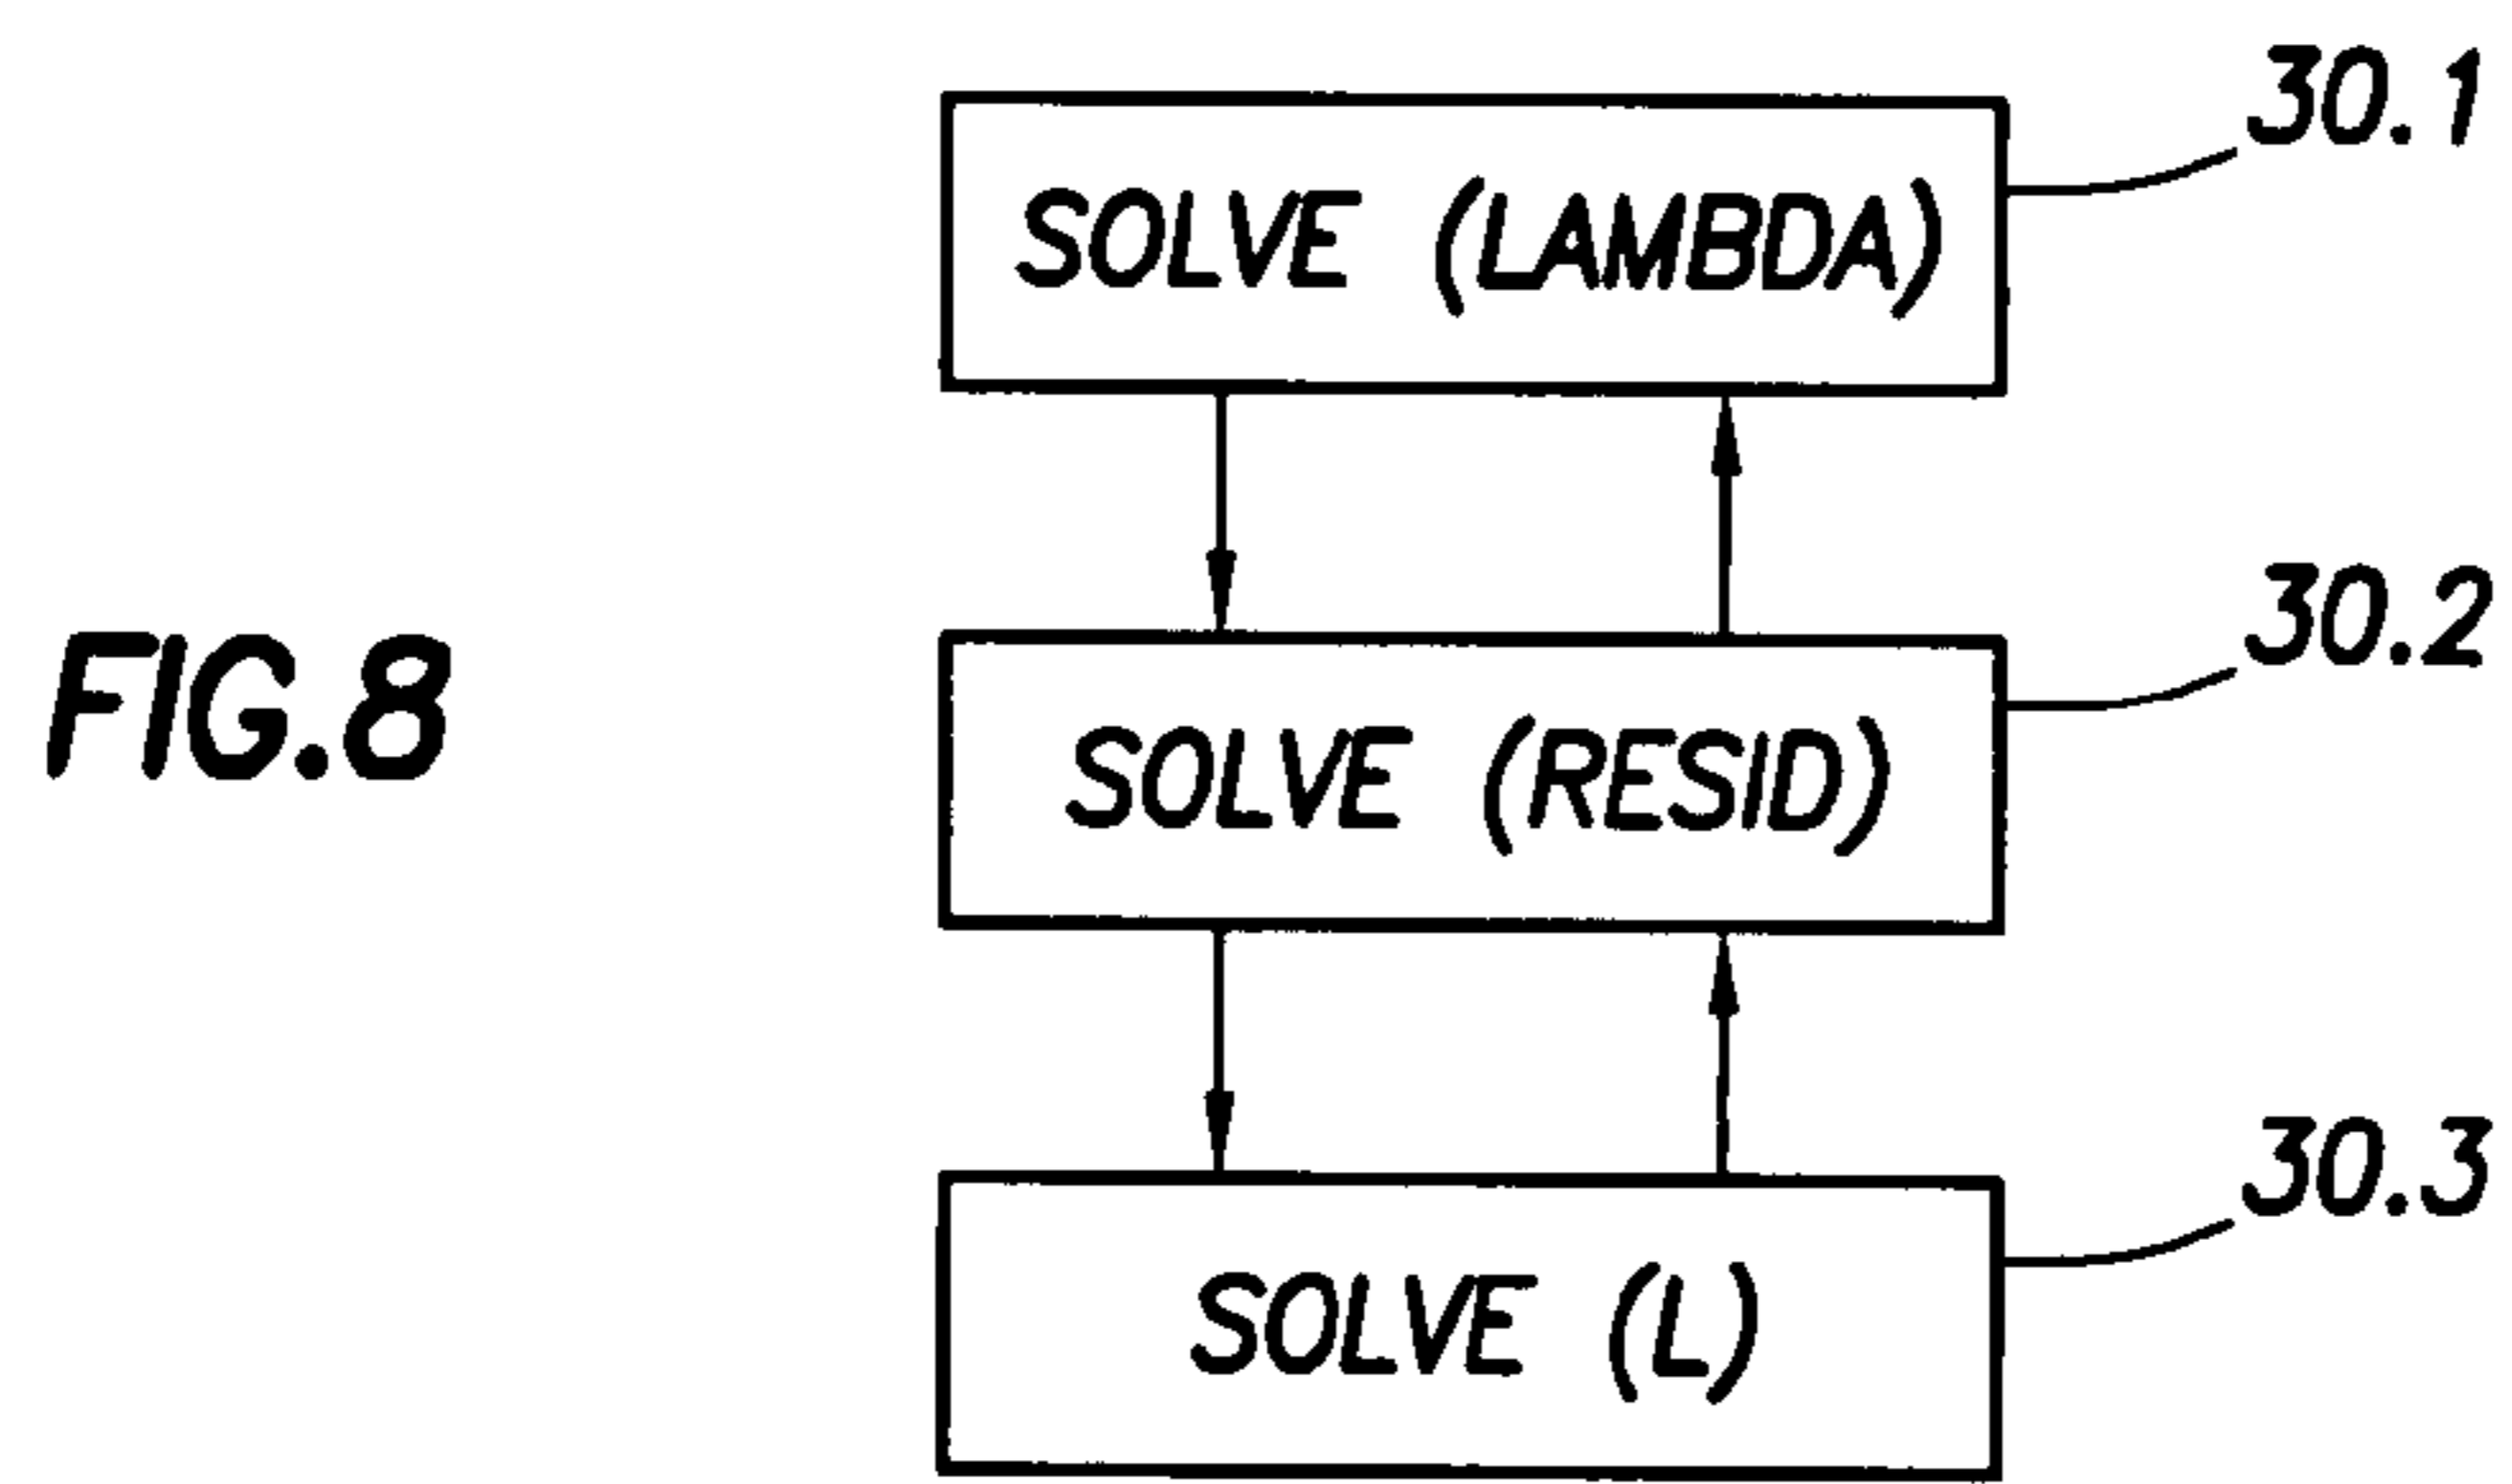 30.1
SOLVE (LAMBDA)
30.2
FIG.8
SOLVE (RESID)
30.3
SOLVE (L)